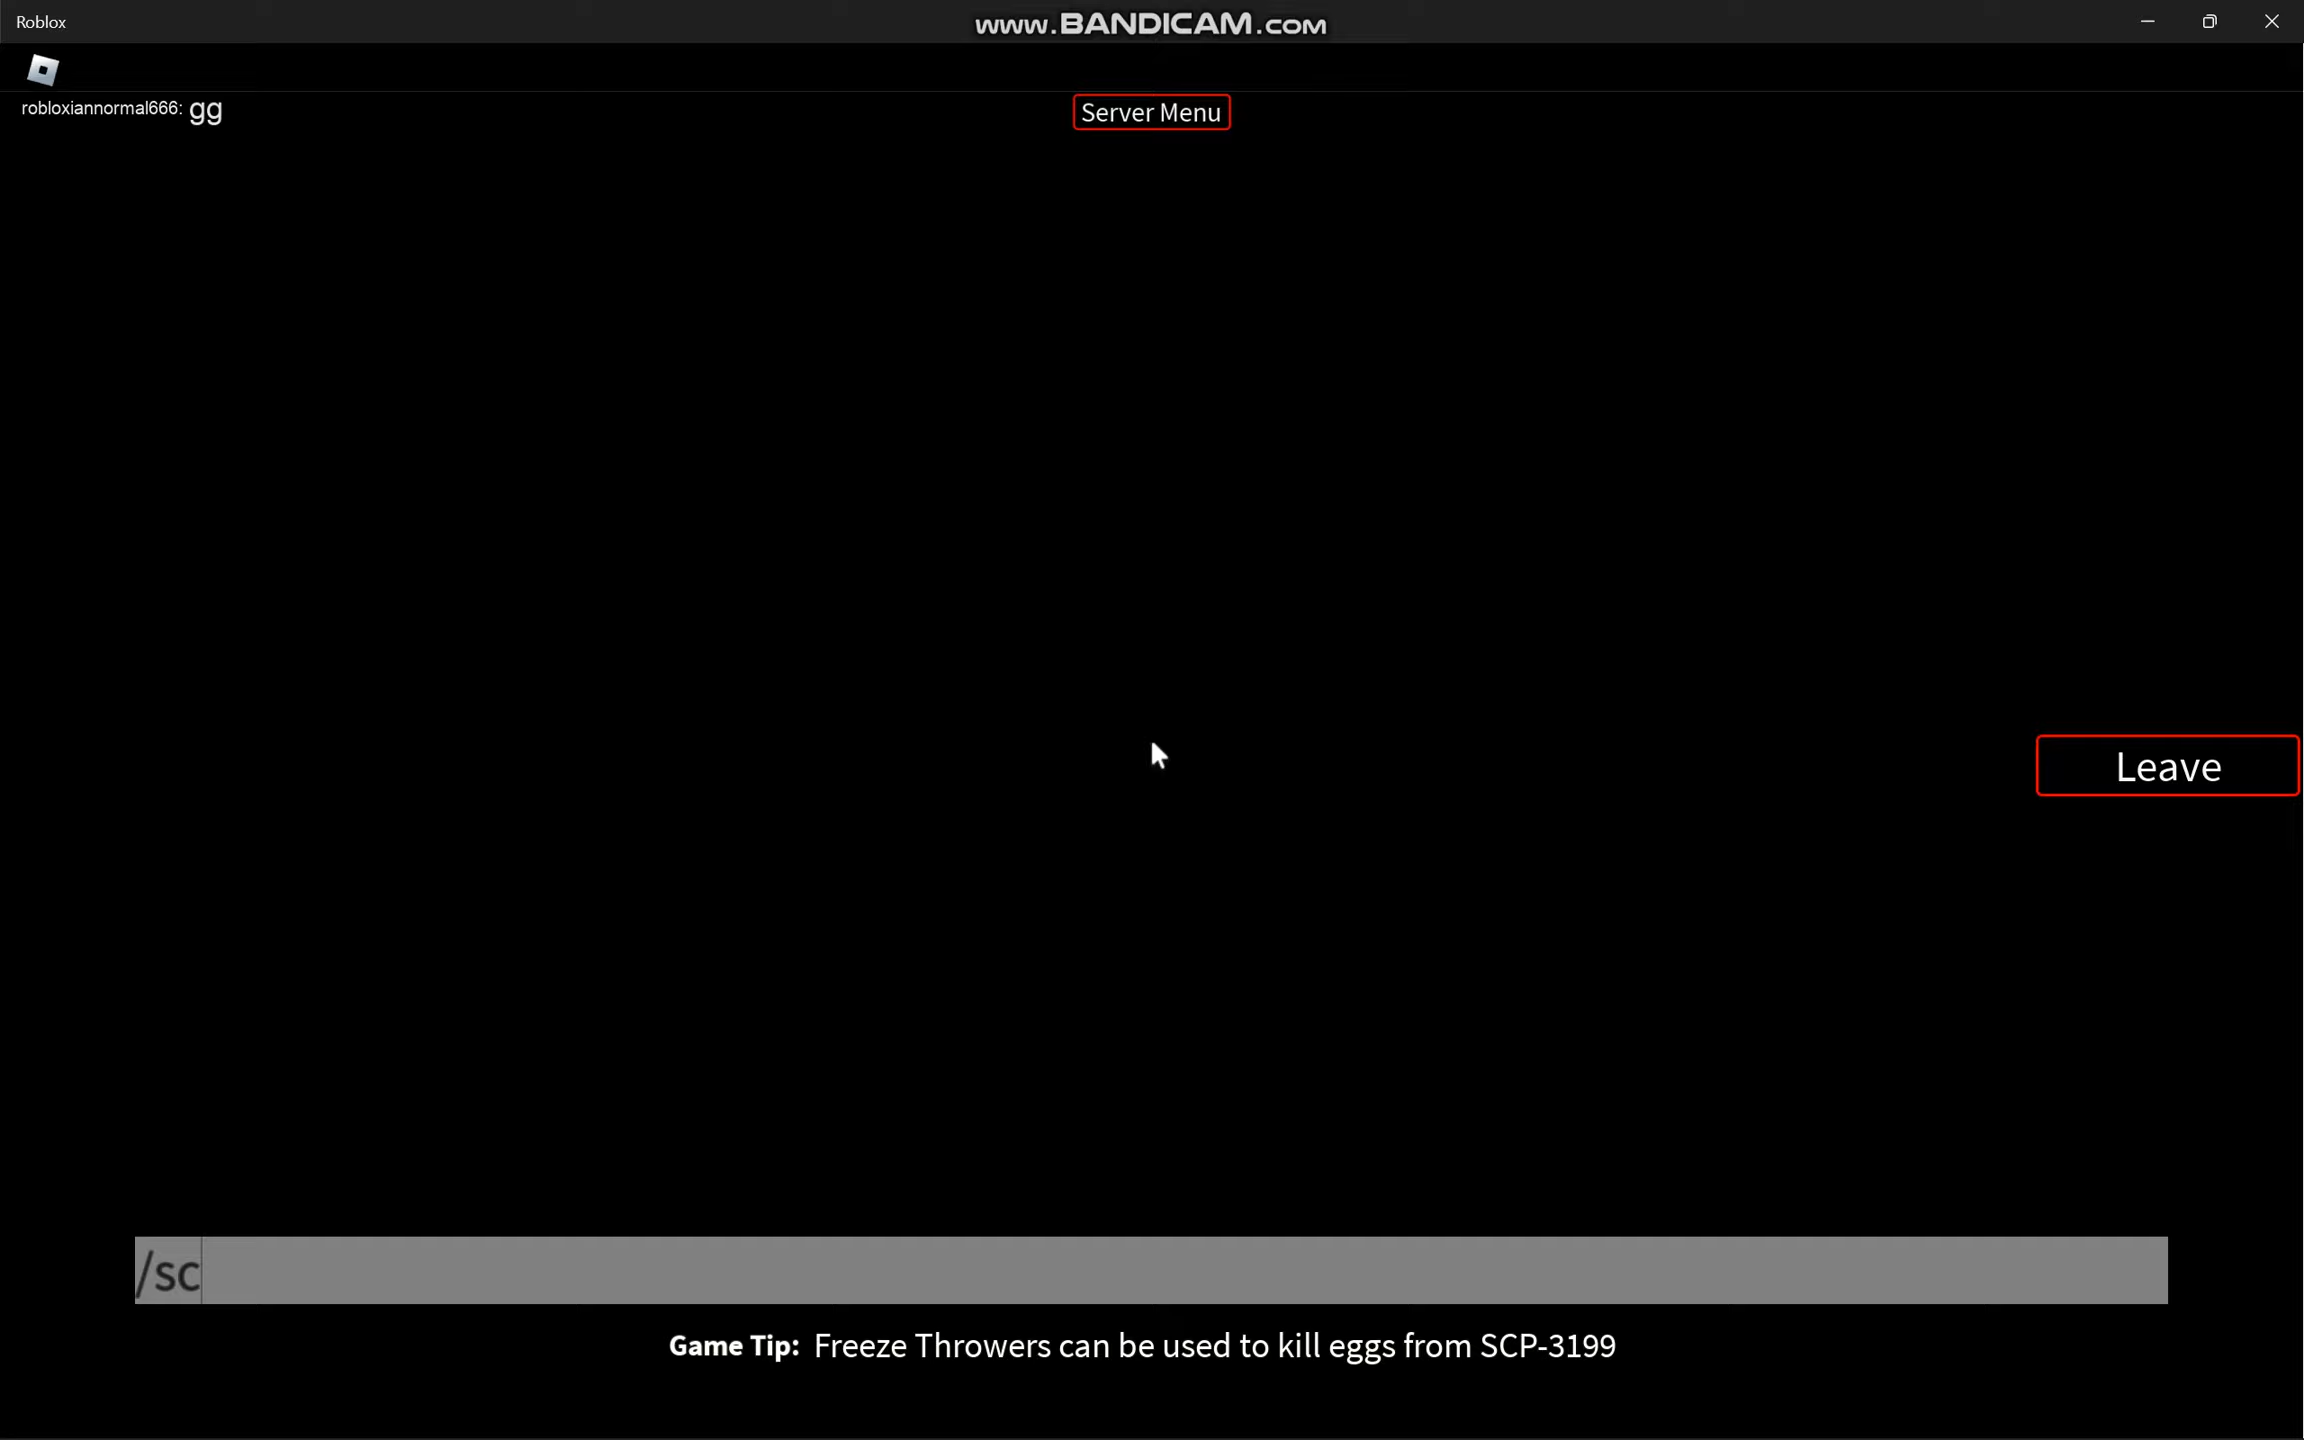 Roblox
www.BANDICAM.com
robloxiannormal666: gg
Server Menu
Leave
/sc
Game Tip: Freeze Throwers can be used to kill eggs from SCP-3199